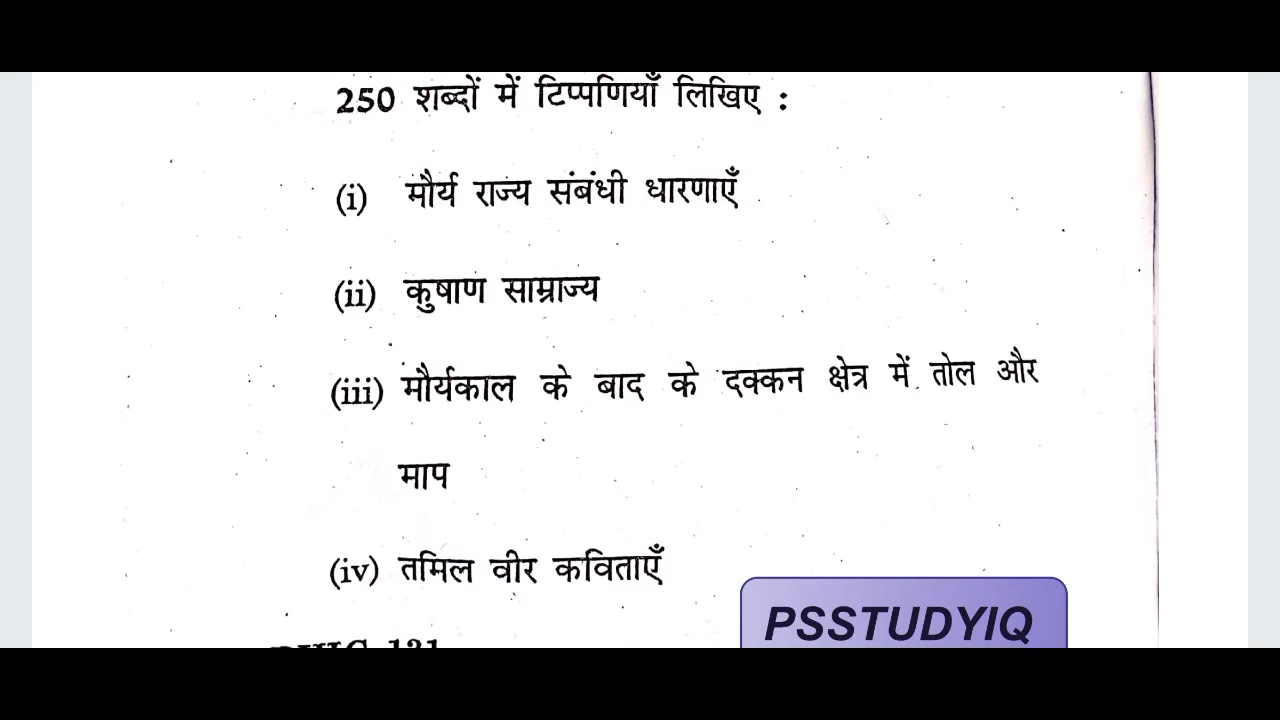 250 शब्दों में टिप्पणियाँ लिखिए :
(i) मौर्य राज्य संबंधी धारणाएँ
(ii) कुषाण साम्राज्य
(iii) मौर्यकाल के बाद के दक्कन क्षेत्र में तोल और
माप
(iv) तमिल वीर कविताएँ
PSSTUDYIQ